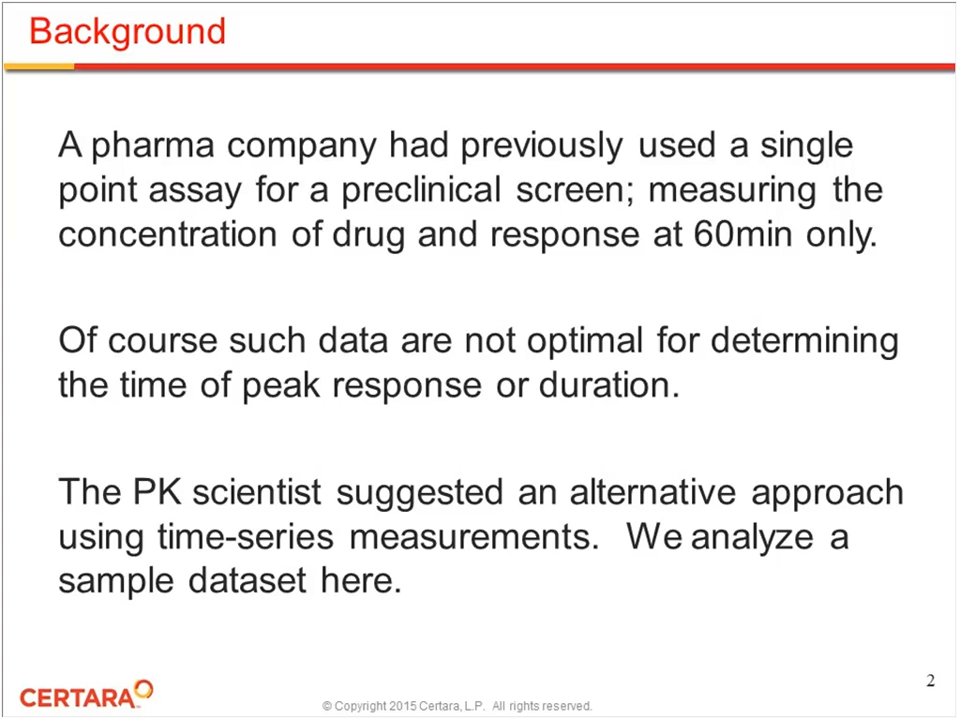 Background
A pharma company had previously used a single
point assay for a preclinical screen; measuring the
concentration of drug and response at 60min only.
Of course such data are not optimal for determining
the time of peak response or duration.
The PK scientist suggested an alternative approach
using time-series measurements. We analyze a
sample dataset here.
2
CERTARA
© Copyright 2015 Certara, L.P. All rights reserved.